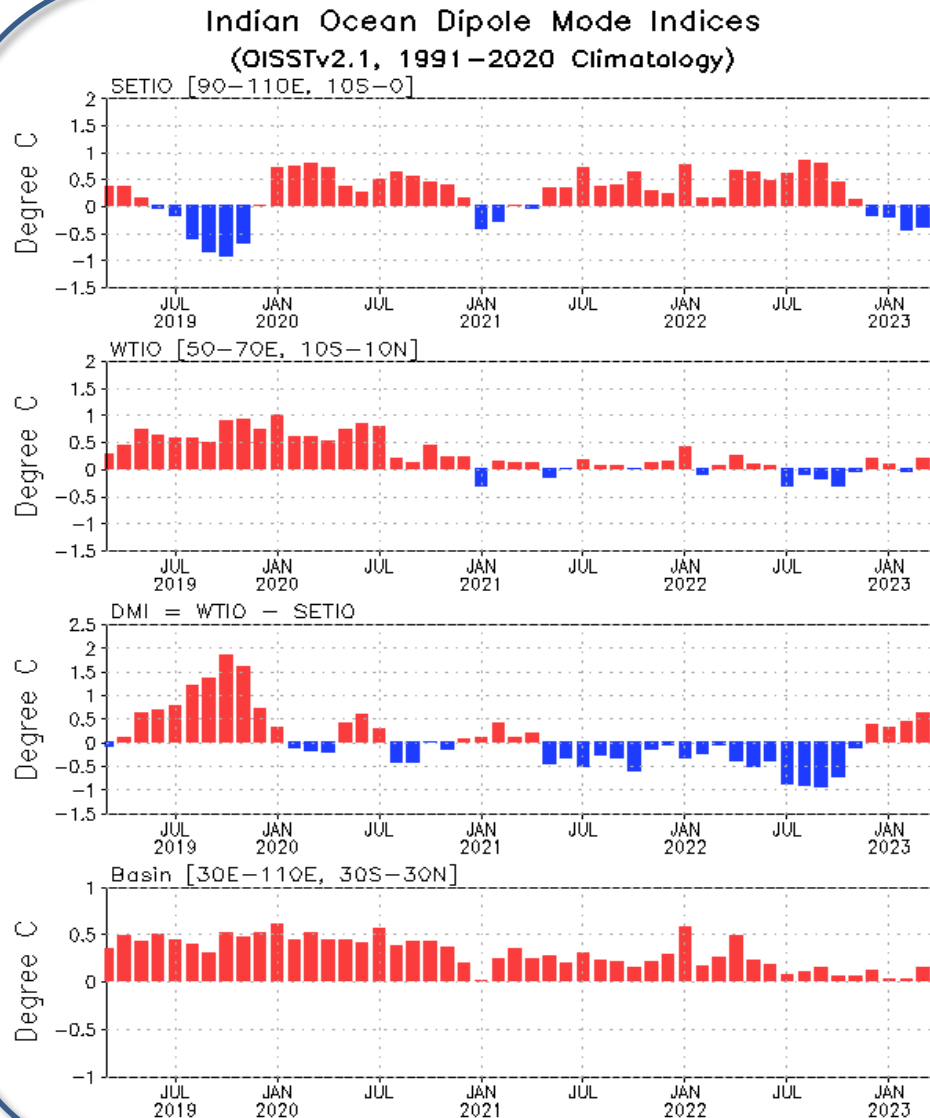 Indian Ocean Dipole Mode Indices
(OISSTv2.1, 1991−2020 Climatology)
SETIO [90−110E, 10S−0]
Degree C
2
1.5
1
0.5
0
−0.5
−1
−1.5
JUL JAN JUL JAN JUL JAN JUL JAN
2019 2020 2021 2022 2023
WTIO [50−70E, 10S−10N]
Degree C
2
1.5
1
0.5
0
−0.5
−1
−1.5
JUL JAN JUL JAN JUL JAN JUL JAN
2019 2020 2021 2022 2023
DMI = WTIO − SETIO
Degree C
2.5
2
1.5
1
0.5
0
−0.5
−1
−1.5
JUL JAN JUL JAN JUL JAN JUL JAN
2019 2020 2021 2022 2023
Basin [30E−110E, 30S−30N]
Degree C
1
0.5
0
−0.5
−1
JUL JAN JUL JAN JUL JAN JUL JAN
2019 2020 2021 2022 2023